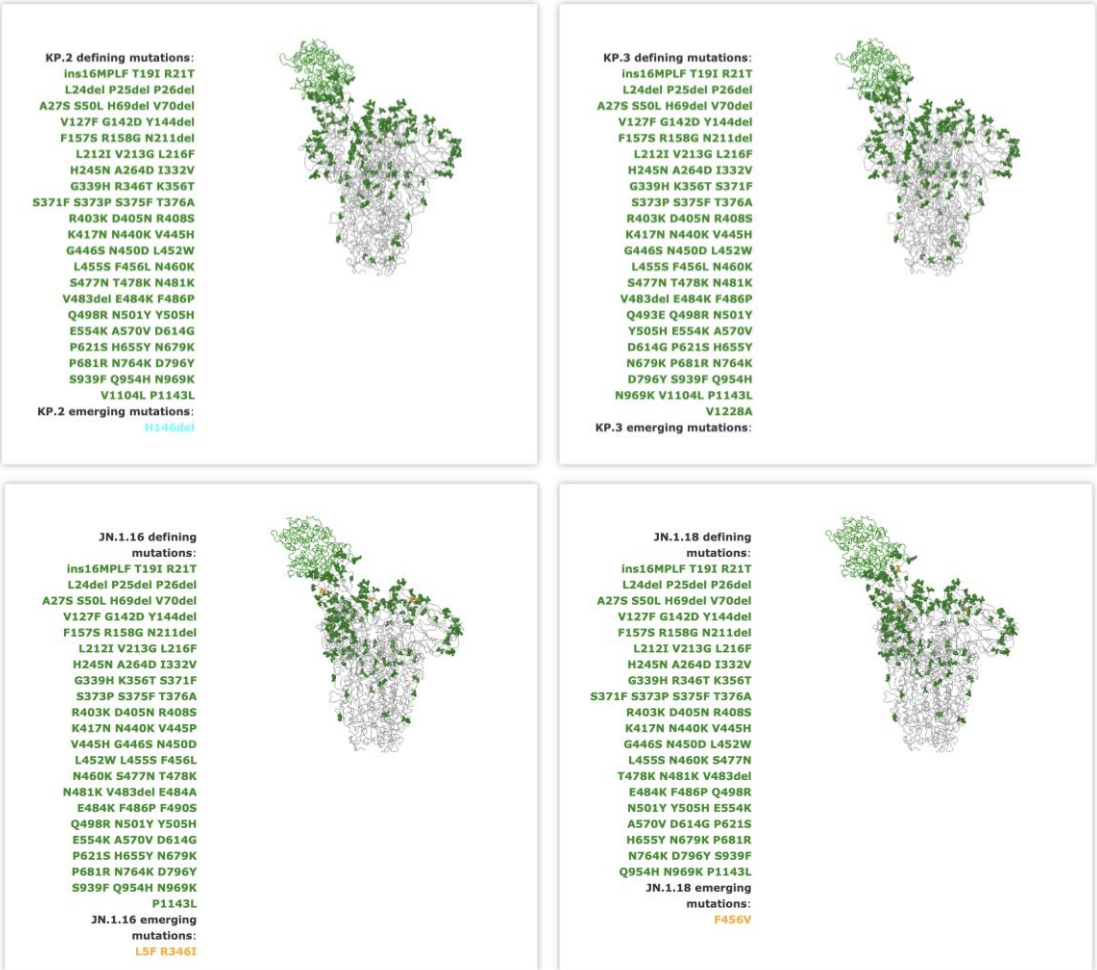 KP.2 defining mutations:
ins16MPLF T19I R21T
L24del P25del P26del
A27S S50L H69del V70del
V127F G142D Y144del
F157S R158G N211del
L212I V213G L216F
H245N A264D I332V
G339H R346T K356T
S371F S373P S375F T376A
R403K D405N R408S
K417N N440K V445H
G446S N450D L452W
L455S F456L N460K
S477N T478K N481K
V483del E484K F486P
Q498R N501Y Y505H
E554K A570V D614G
P621S H655Y N679K
P681R N764K D796Y
S939F Q954H N969K
V1104L P1143L
KP.2 emerging mutations:
H146del
KP.3 defining mutations:
ins16MPLF T19I R21T
L24del P25del P26del
A27S S50L H69del V70del
V127F G142D Y144del
F157S R158G N211del
L212I V213G L216F
H245N A264D I332V
G339H K356T S371F
S373P S375F T376A
R403K D405N R408S
K417N N440K V445H
G446S N450D L452W
L455S F456L N460K
S477N T478K N481K
V483del E484K F486P
Q493E Q498R N501Y
Y505H E554K A570V
D614G P621S H655Y
N679K P681R N764K
D796Y S939F Q954H
N969K V1104L P1143L
V1228A
KP.3 emerging mutations:
JN.1.16 defining
mutations:
ins16MPLF T19I R21T
L24del P25del P26del
A27S S50L H69del V70del
V127F G142D Y144del
F157S R158G N211del
L212I V213G L216F
H245N A264D I332V
G339H K356T S371F
S373P S375F T376A
R403K D405N R408S
K417N N440K V445P
V445H G446S N450D
L452W L455S F456L
N460K S477N T478K
N481K V483del E484A
E484K F486P F490S
Q498R N501Y Y505H
E554K A570V D614G
P621S H655Y N679K
P681R N764K D796Y
S939F Q954H N969K
P1143L
JN.1.16 emerging
mutations:
L5F R346I
JN.1.18 defining
mutations:
ins16MPLF T19I R21T
L24del P25del P26del
A27S S50L H69del V70del
V127F G142D Y144del
F157S R158G N211del
L212I V213G L216F
H245N A264D I332V
G339H R346T K356T
S371F S373P S375F T376A
R403K D405N R408S
K417N N440K V445H
G446S N450D L452W
L455S N460K S477N
T478K N481K V483del
E484K F486P Q498R
N501Y Y505H E554K
A570V D614G P621S
H655Y N679K P681R
N764K D796Y S939F
Q954H N969K P1143L
JN.1.18 emerging
mutations:
F456V